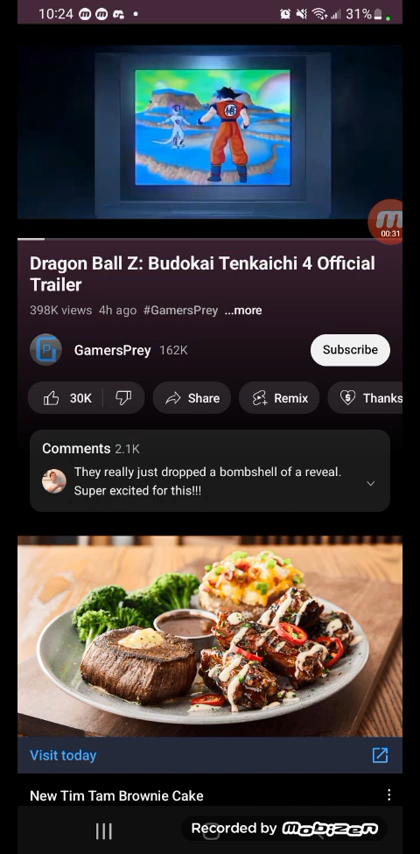 10:24
31%
悟
00:31
Dragon Ball Z: Budokai Tenkaichi 4 Official
Trailer
398K views 4h ago #GamersPrey ...more
GamersPrey 162K
Subscribe
30K
Share
Remix
Thanks
Comments 2.1K
They really just dropped a bombshell of a reveal.
Super excited for this!!!
Visit today
New Tim Tam Brownie Cake
Recorded by mobizen